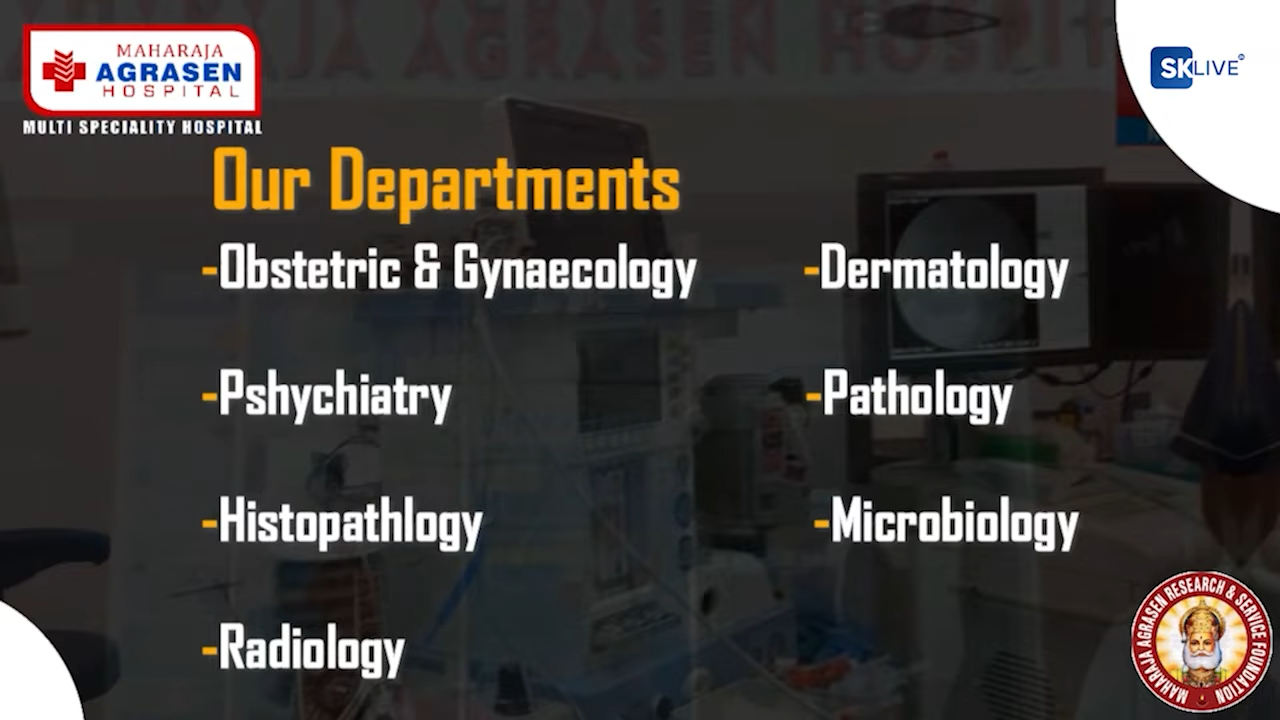 MAHARAJA
AGRASEN
HOSPITAL
MULTI SPECIALITY HOSPITAL
SK LIVE
Our Departments
-Obstetric & Gynaecology
-Dermatology
-Pshychiatry
-Pathology
-Histopathlogy
-Microbiology
-Radiology
MAHARAJA AGRASEN RESEARCH & SERVICE FOUNDATION